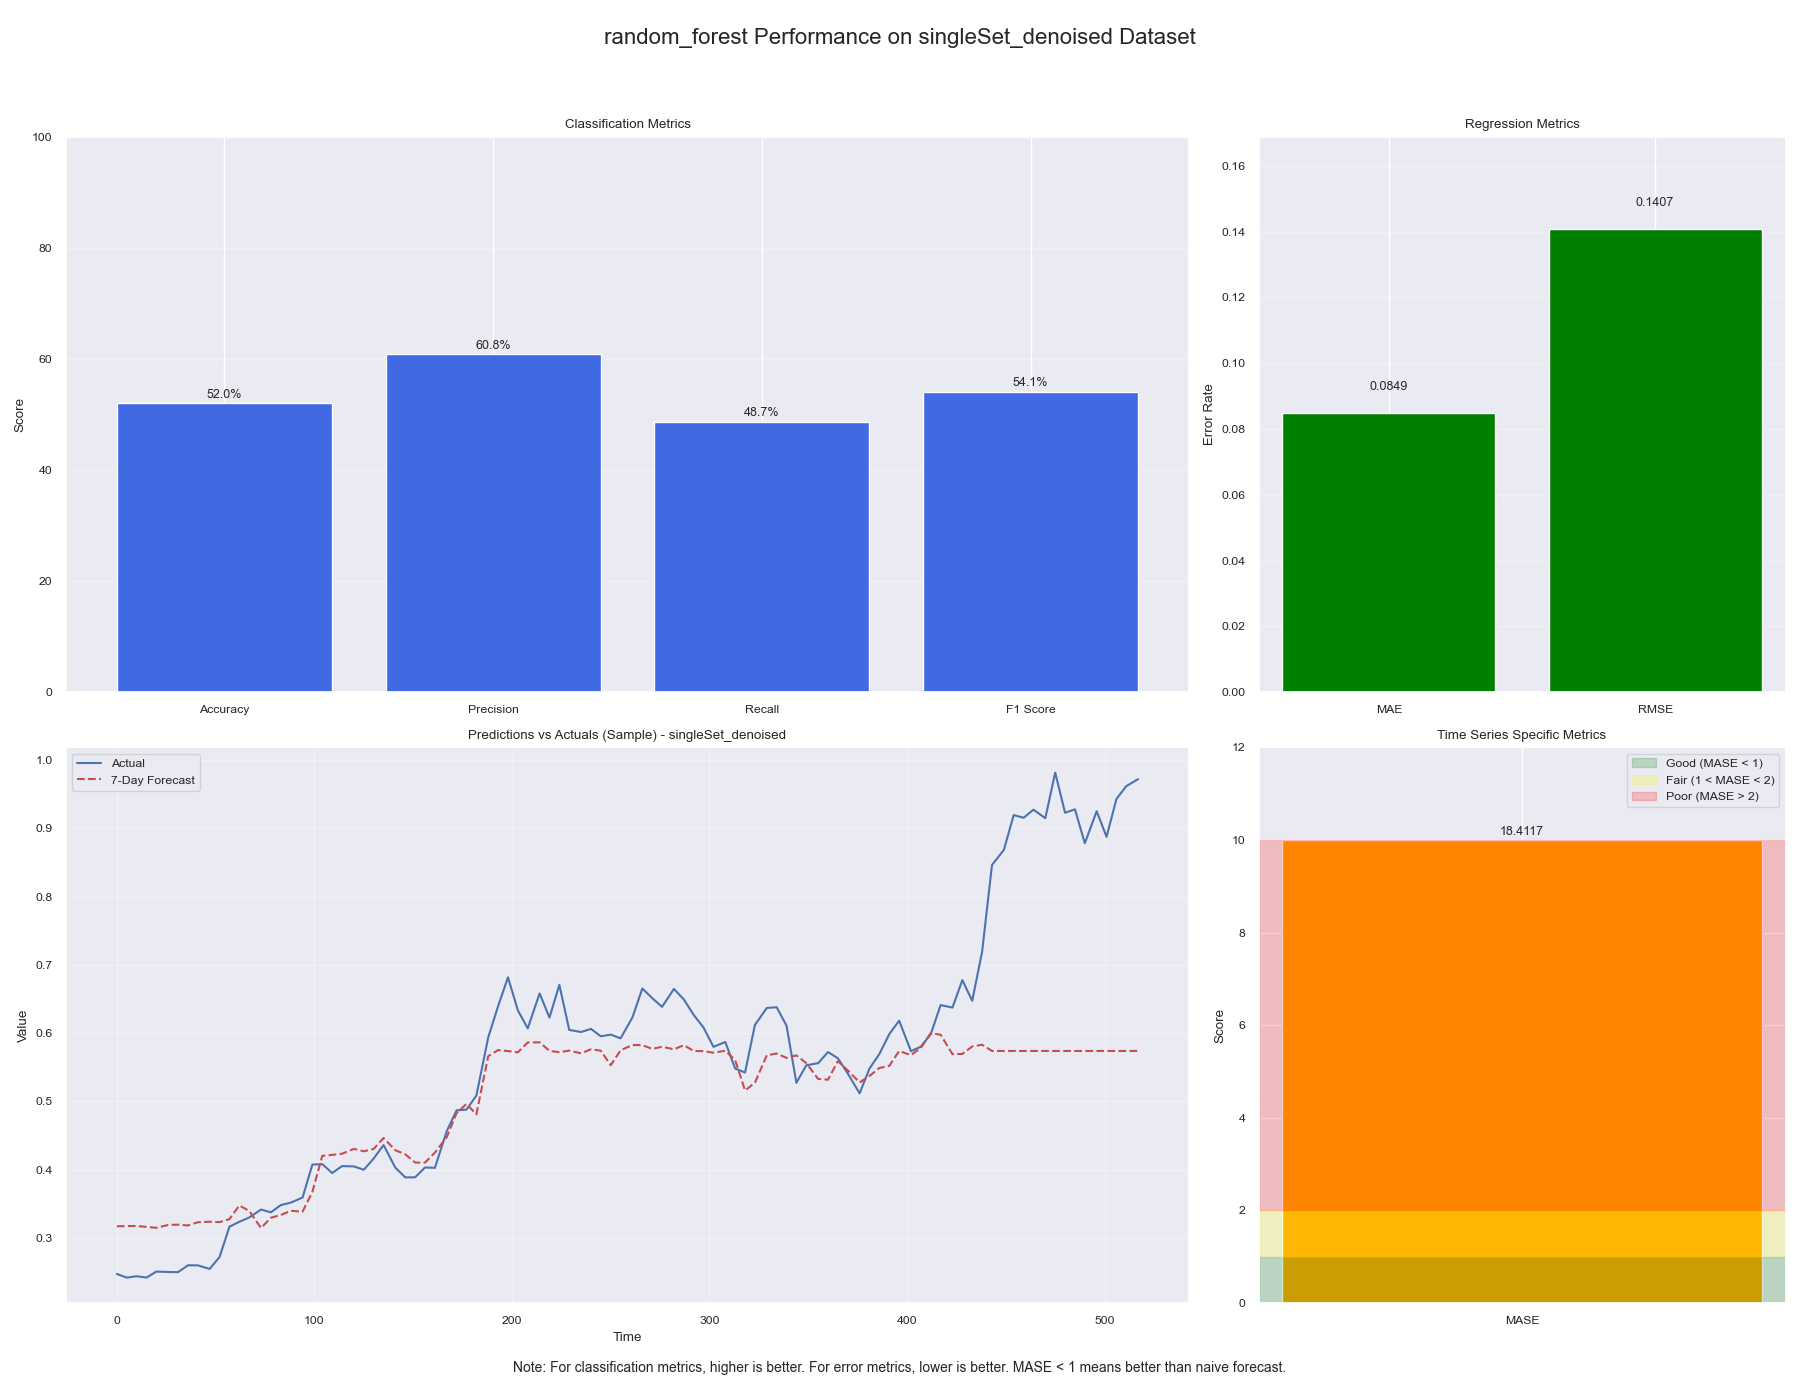 random_forest Performance on singleSet_denoised Dataset
Classification Metrics
100
80
60
40
20
0
Score
52.0%
60.8%
48.7%
54.1%
Accuracy
Precision
Recall
F1 Score
Regression Metrics
0.16
0.14
0.12
0.10
0.08
0.06
0.04
0.02
0.00
Error Rate
0.0849
0.1407
MAE
RMSE
Predictions vs Actuals (Sample) - singleSet_denoised
Actual
7-Day Forecast
1.0
0.9
0.8
0.7
0.6
0.5
0.4
0.3
Value
0
100
200
300
400
500
Time
Time Series Specific Metrics
Good (MASE < 1)
Fair (1 < MASE < 2)
Poor (MASE > 2)
12
10
8
6
4
2
0
Score
18.4117
MASE
Note: For classification metrics, higher is better. For error metrics, lower is better. MASE < 1 means better than naive forecast.